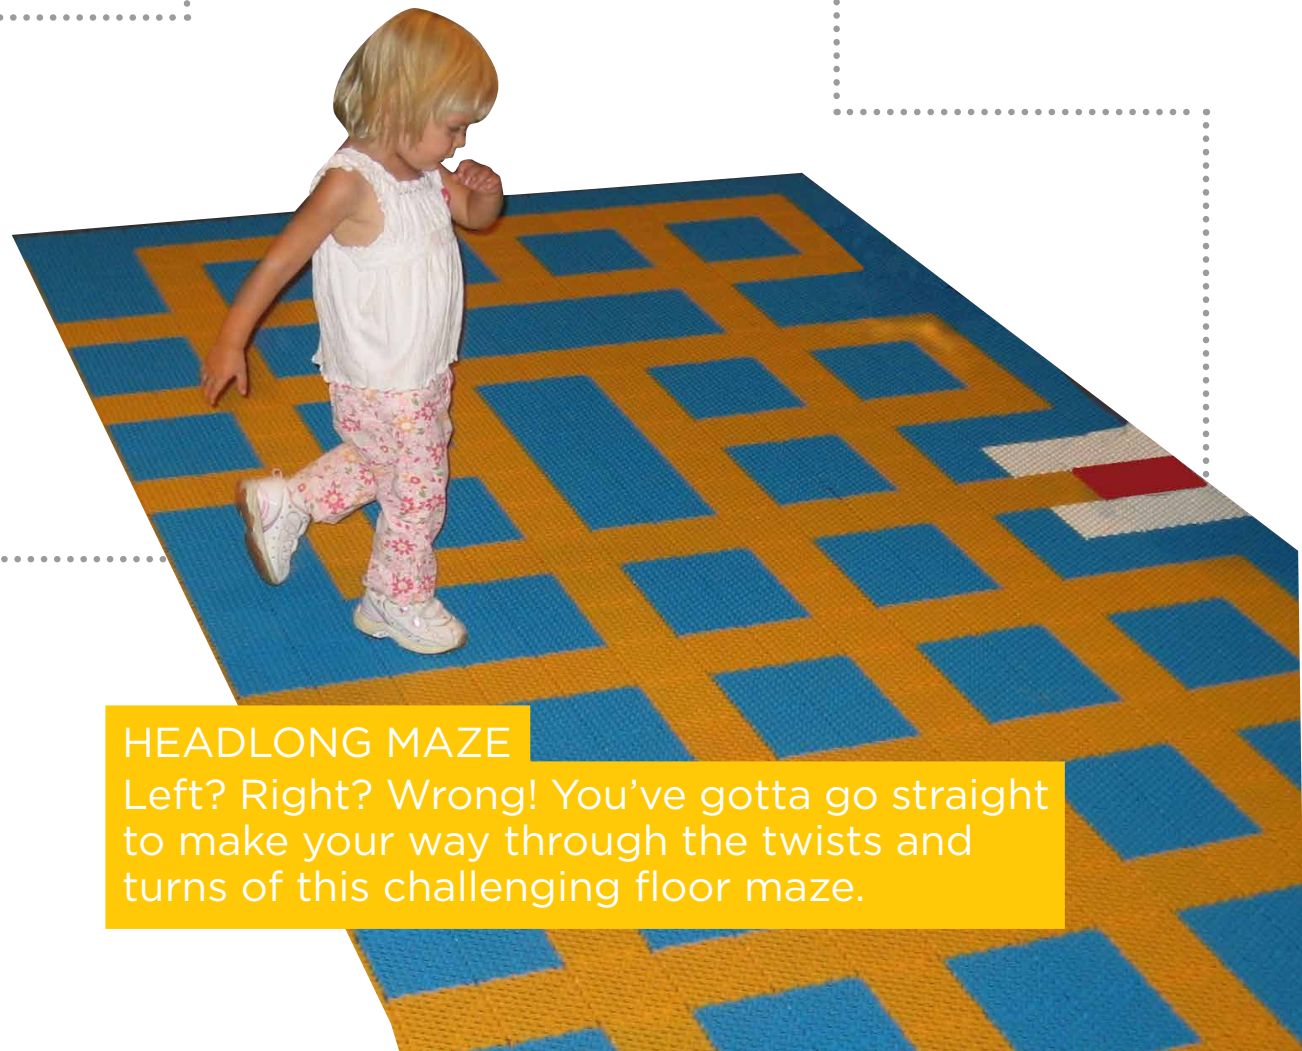 HEADLONG MAZE
Left? Right? Wrong! You’ve gotta go straight
to make your way through the twists and
turns of this challenging floor maze.